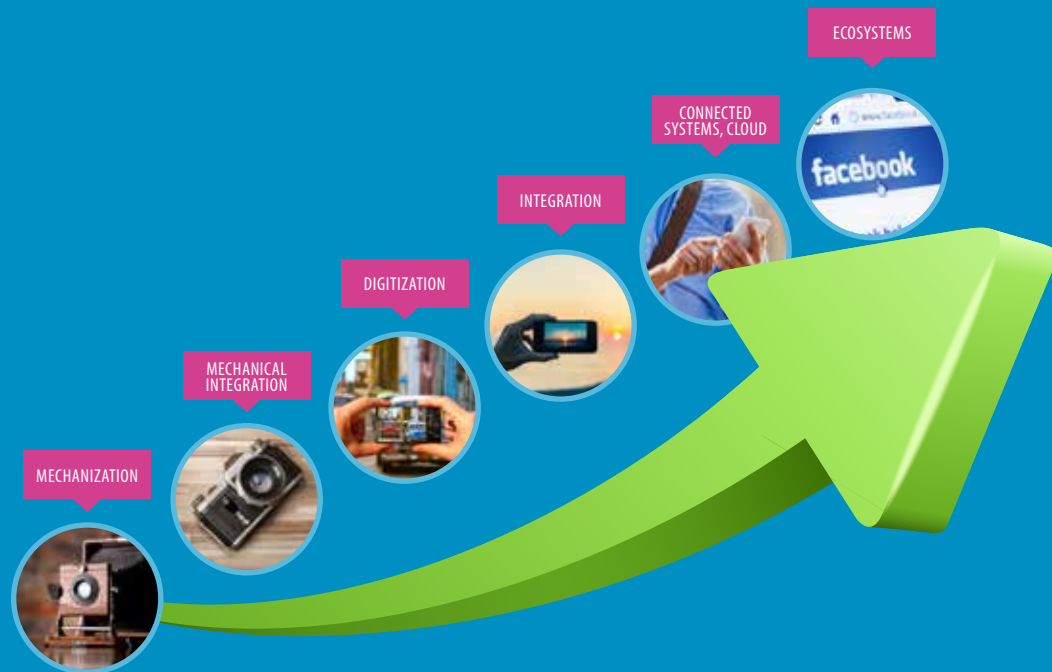 ECOSYSTEMS
CONNECTED
SYSTEMS, CLOUD
facebook
INTEGRATION
DIGITIZATION
MECHANICAL
INTEGRATION
MECHANIZATION